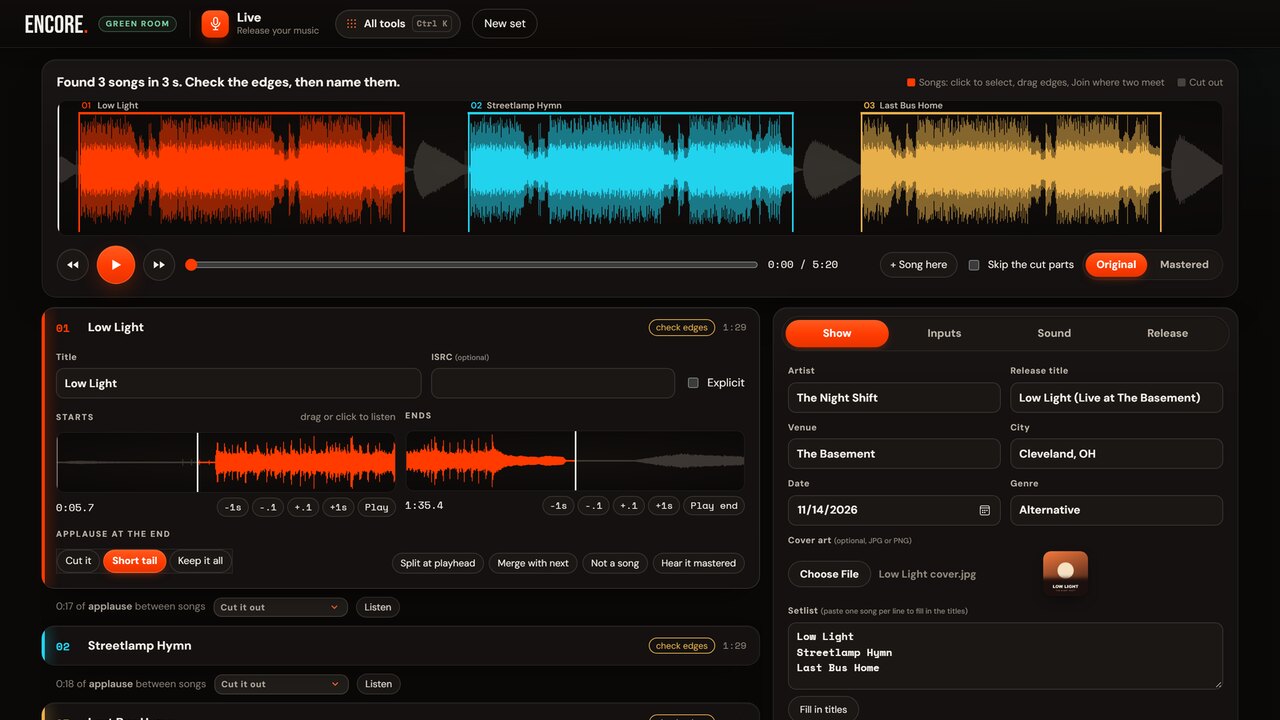 ENCORE. GREEN ROOM Live Release your music All tools Ctrl K New set
Found 3 songs in 3 s. Check the edges, then name them.
Songs: click to select, drag edges, Join where two meet Cut out
01 Low Light 02 Streetlamp Hymn 03 Last Bus Home
0:00 / 5:20 + Song here Skip the cut parts Original Mastered
01 Low Light check edges 1:29
Title
ISRC (optional)
Low Light
Explicit
STARTS drag or click to listen
ENDS
0:05.7 -1s -.1 +.1 +1s Play
1:35.4 -1s -.1 +.1 +1s Play end
APPLAUSE AT THE END
Cut it Short tail Keep it all
Split at playhead Merge with next Not a song Hear it mastered
0:17 of applause between songs Cut it out Listen
02 Streetlamp Hymn check edges 1:29
0:18 of applause between songs Cut it out Listen
Show Inputs Sound Release
Artist Release title
The Night Shift Low Light (Live at The Basement)
Venue City
The Basement Cleveland, OH
Date Genre
11/14/2026 Alternative
Cover art (optional, JPG or PNG)
Choose File Low Light cover.jpg
LOW LIGHT
Setlist (paste one song per line to fill in the titles)
Low Light
Streetlamp Hymn
Last Bus Home
Fill in titles